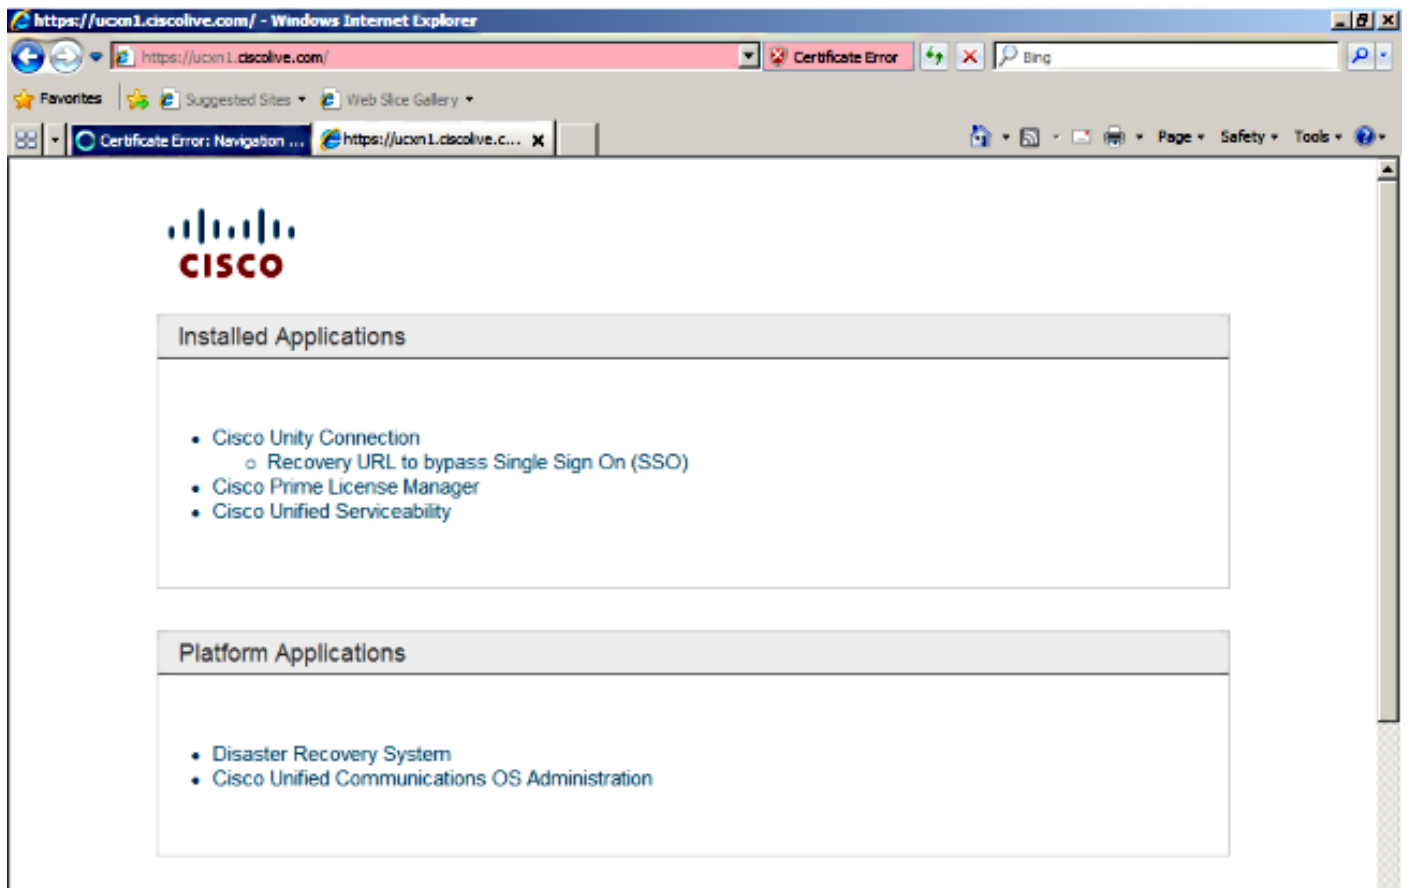 https://ucxn1.ciscolive.com/ - Windows Internet Explorer
https://ucxn1.ciscolive.com/ Certificate Error Bing
Favorites Suggested Sites Web Slice Gallery
Certificate Error: Navigation ... https://ucxn1.ciscolive.c... Page Safety Tools
CISCO
Installed Applications
Cisco Unity Connection
Recovery URL to bypass Single Sign On (SSO)
Cisco Prime License Manager
Cisco Unified Serviceability
Platform Applications
Disaster Recovery System
Cisco Unified Communications OS Administration